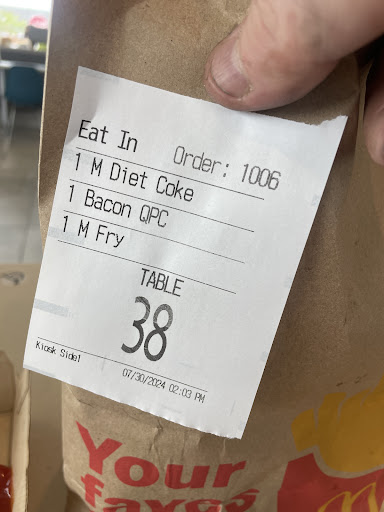 Eat In
Order: 1006
1 M Diet Coke
1 Bacon QPC
1 M Fry
TABLE
38
Kiosk Side1
07/30/2024 02:03 PM
Your
faves